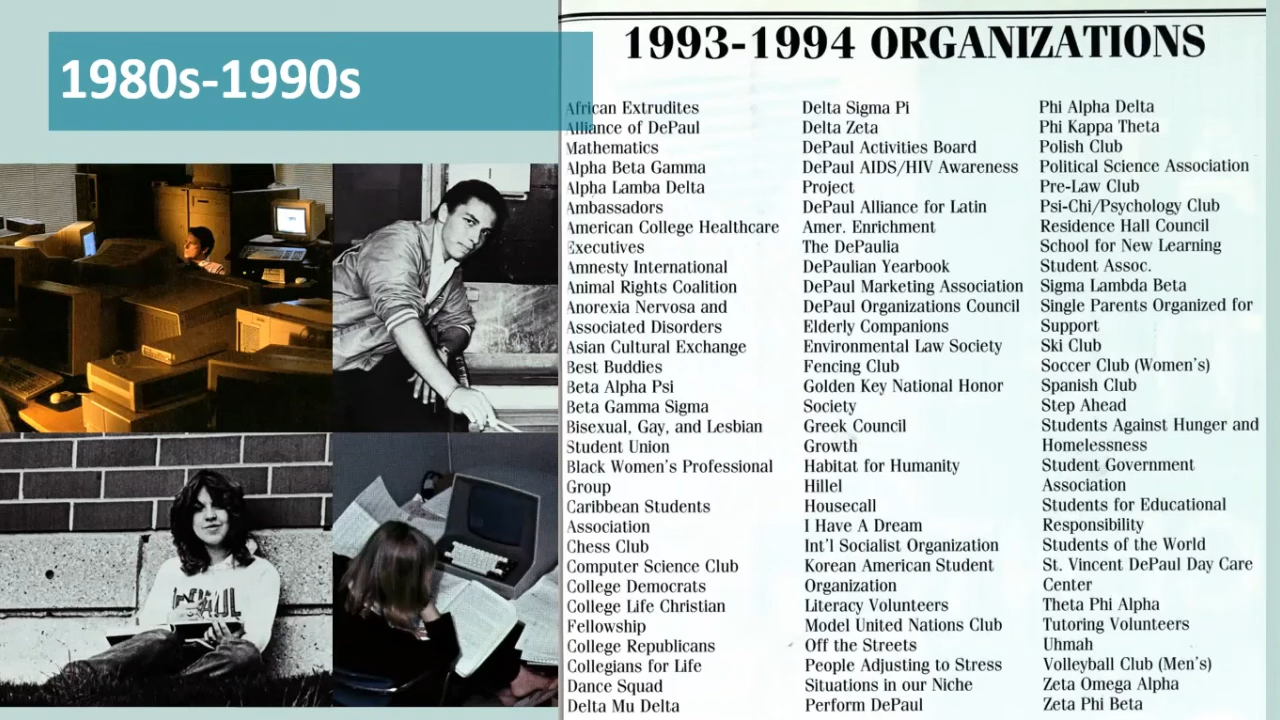 1980s-1990s
1993-1994 ORGANIZATIONS
African Extrudites
Alliance of DePaul
Mathematics
Alpha Beta Gamma
Alpha Lamba Delta
Ambassadors
American College Healthcare
Executives
Amnesty International
Animal Rights Coalition
Anorexia Nervosa and
Associated Disorders
Asian Cultural Exchange
Best Buddies
Beta Alpha Psi
Beta Gamma Sigma
Bisexual, Gay, and Lesbian
Student Union
Black Women's Professional
Group
Caribbean Students
Association
Chess Club
Computer Science Club
College Democrats
College Life Christian
Fellowship
College Republicans
Collegians for Life
Dance Squad
Delta Mu Delta
Delta Sigma Pi
Delta Zeta
DePaul Activities Board
DePaul AIDS/HIV Awareness
Project
DePaul Alliance for Latin
Amer. Enrichment
The DePaulia
DePaulian Yearbook
DePaul Marketing Association
DePaul Organizations Council
Elderly Companions
Environmental Law Society
Fencing Club
Golden Key National Honor
Society
Greek Council
Growth
Habitat for Humanity
Hillel
Housecall
I Have A Dream
Int'l Socialist Organization
Korean American Student
Organization
Literacy Volunteers
Model United Nations Club
Off the Streets
People Adjusting to Stress
Situations in our Niche
Perform DePaul
Phi Alpha Delta
Phi Kappa Theta
Polish Club
Political Science Association
Pre-Law Club
Psi-Chi/Psychology Club
Residence Hall Council
School for New Learning
Student Assoc.
Sigma Lambda Beta
Single Parents Organized for
Support
Ski Club
Soccer Club (Women's)
Spanish Club
Step Ahead
Students Against Hunger and
Homelessness
Student Government
Association
Students for Educational
Responsibility
Students of the World
St. Vincent DePaul Day Care
Center
Theta Phi Alpha
Tutoring Volunteers
Uhmah
Volleyball Club (Men's)
Zeta Omega Alpha
Zeta Phi Beta